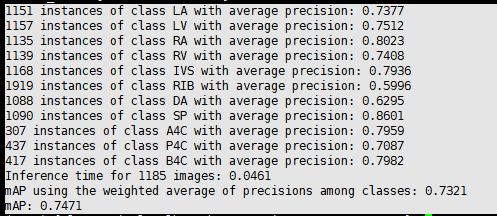 1151 instances of class LA with average precision: 0.7377
1157 instances of class LV with average precision: 0.7512
1135 instances of class RA with average precision: 0.8023
1139 instances of class RV with average precision: 0.7408
1168 instances of class IVS with average precision: 0.7936
1919 instances of class RIB with average precision: 0.5996
1088 instances of class DA with average precision: 0.6295
1090 instances of class SP with average precision: 0.8601
307 instances of class A4C with average precision: 0.7959
437 instances of class P4C with average precision: 0.7087
417 instances of class B4C with average precision: 0.7982
Inference time for 1185 images: 0.0461
mAP using the weighted average of precisions among classes: 0.7321
mAP: 0.7471